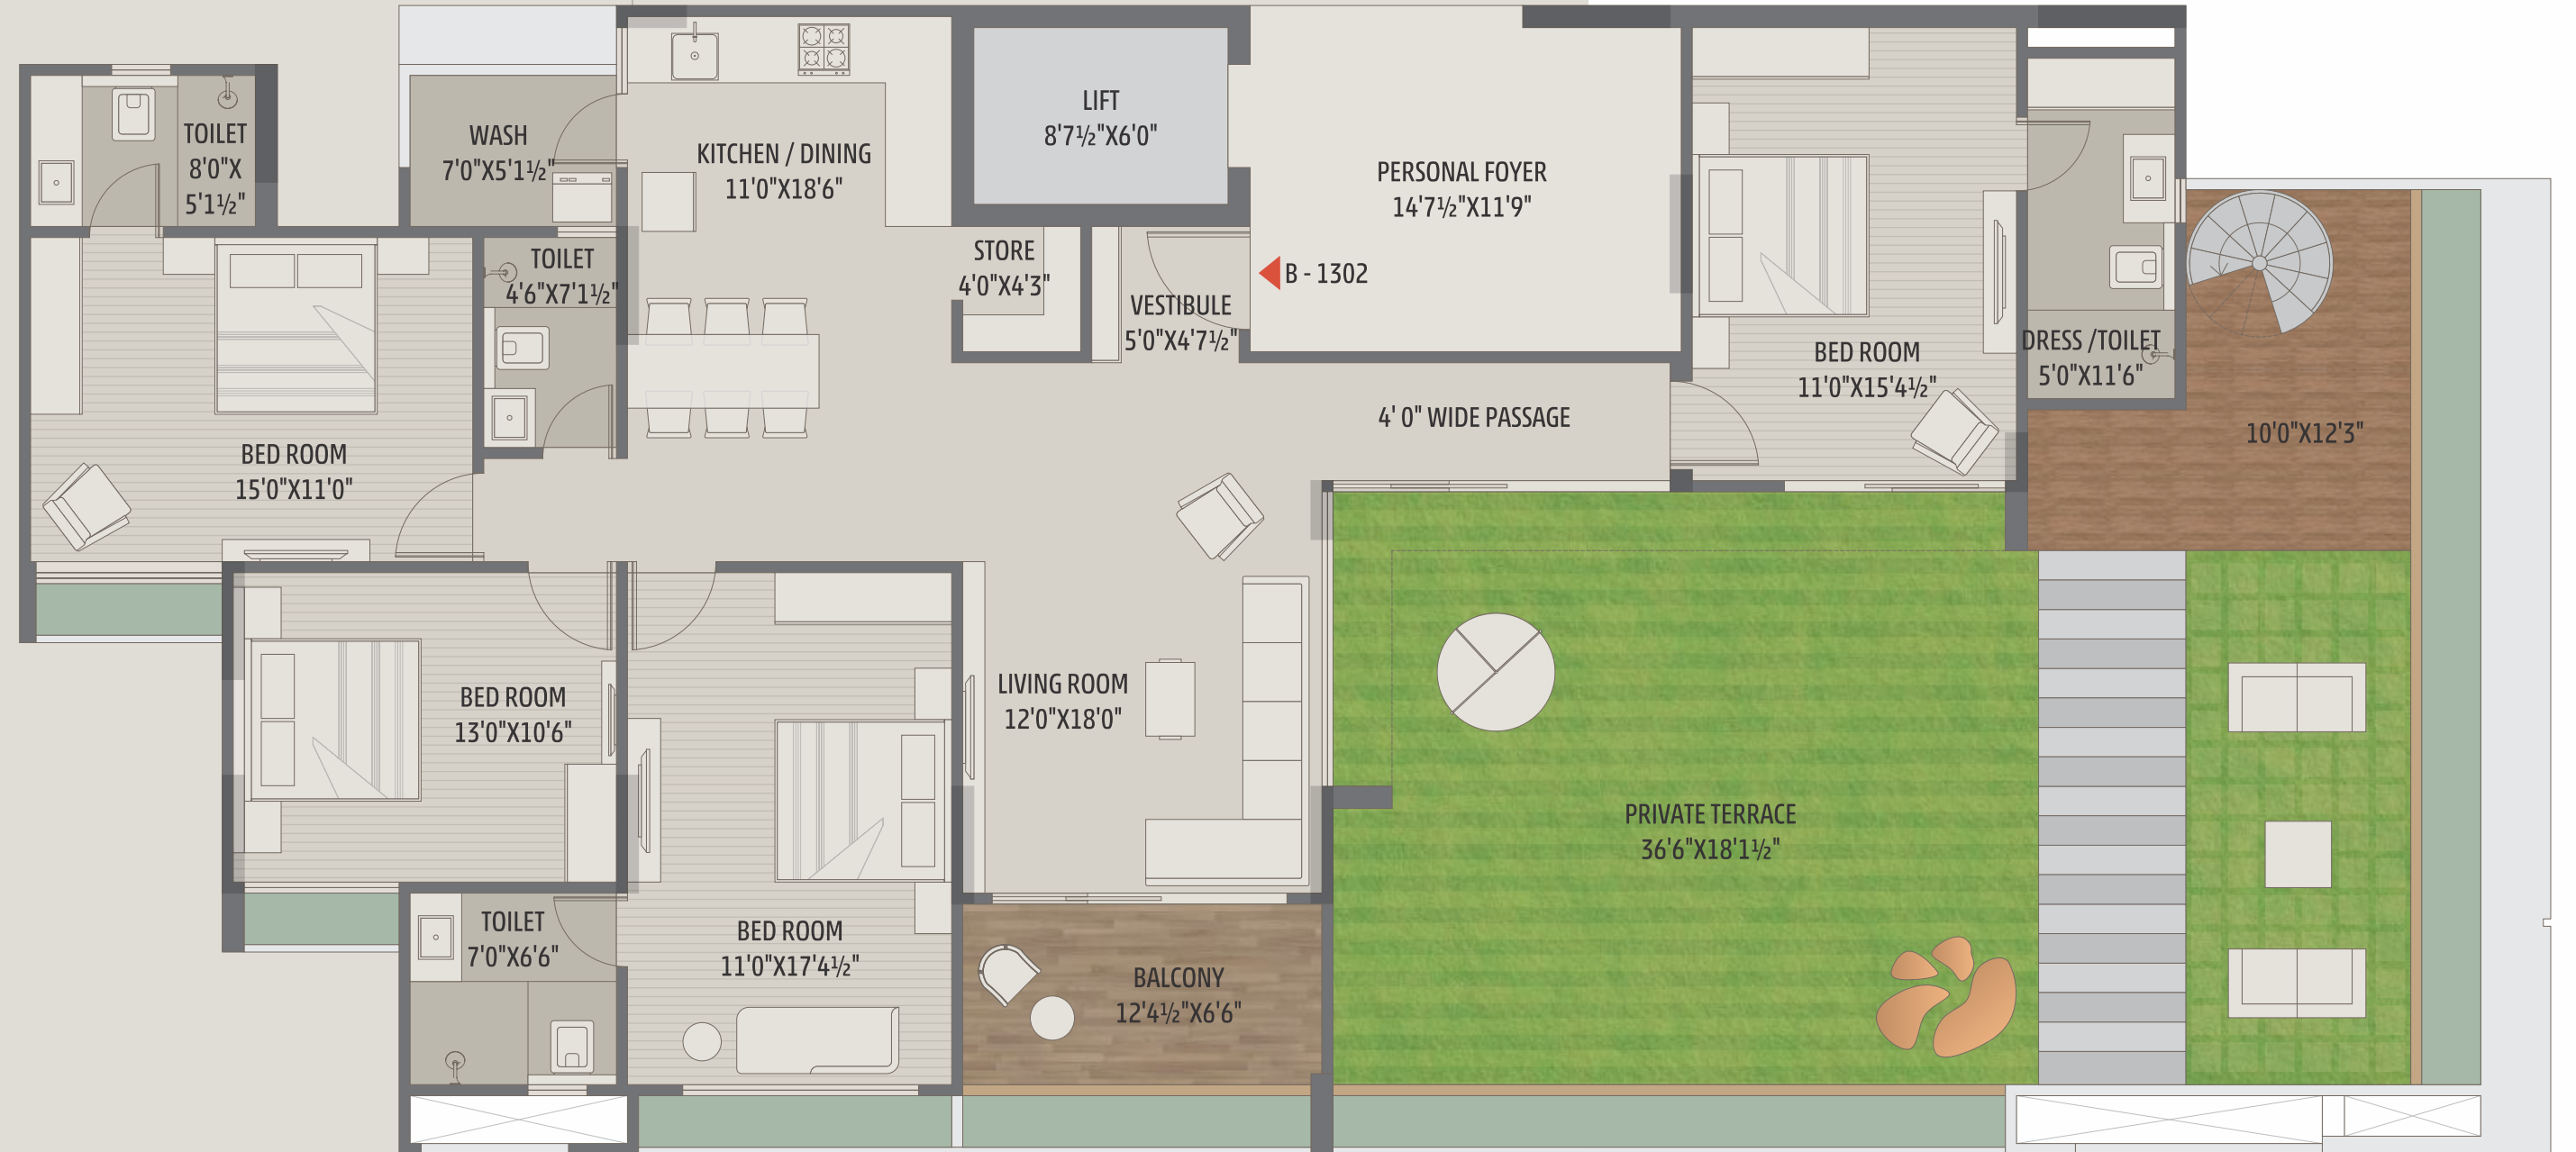 LIFT
8'7½"X6'0"
TOILET
8'0"X
5'1½"
WASH
7'0"X5'1½"
KITCHEN / DINING
11'0"X18'6"
PERSONAL FOYER
14'7½"X11'9"
STORE
4'0"X4'3"
TOILET
4'6"X7'1½"
B - 1302
VESTIBULE
5'0"X4'7½"
BED ROOM
11'0"X15'4½"
DRESS /TOILET
5'0"X11'6"
4' 0" WIDE PASSAGE
10'0"X12'3"
BED ROOM
15'0"X11'0"
BED ROOM
13'0"X10'6"
LIVING ROOM
12'0"X18'0"
PRIVATE TERRACE
36'6"X18'1½"
TOILET
7'0"X6'6"
BED ROOM
11'0"X17'4½"
BALCONY
12'4½"X6'6"